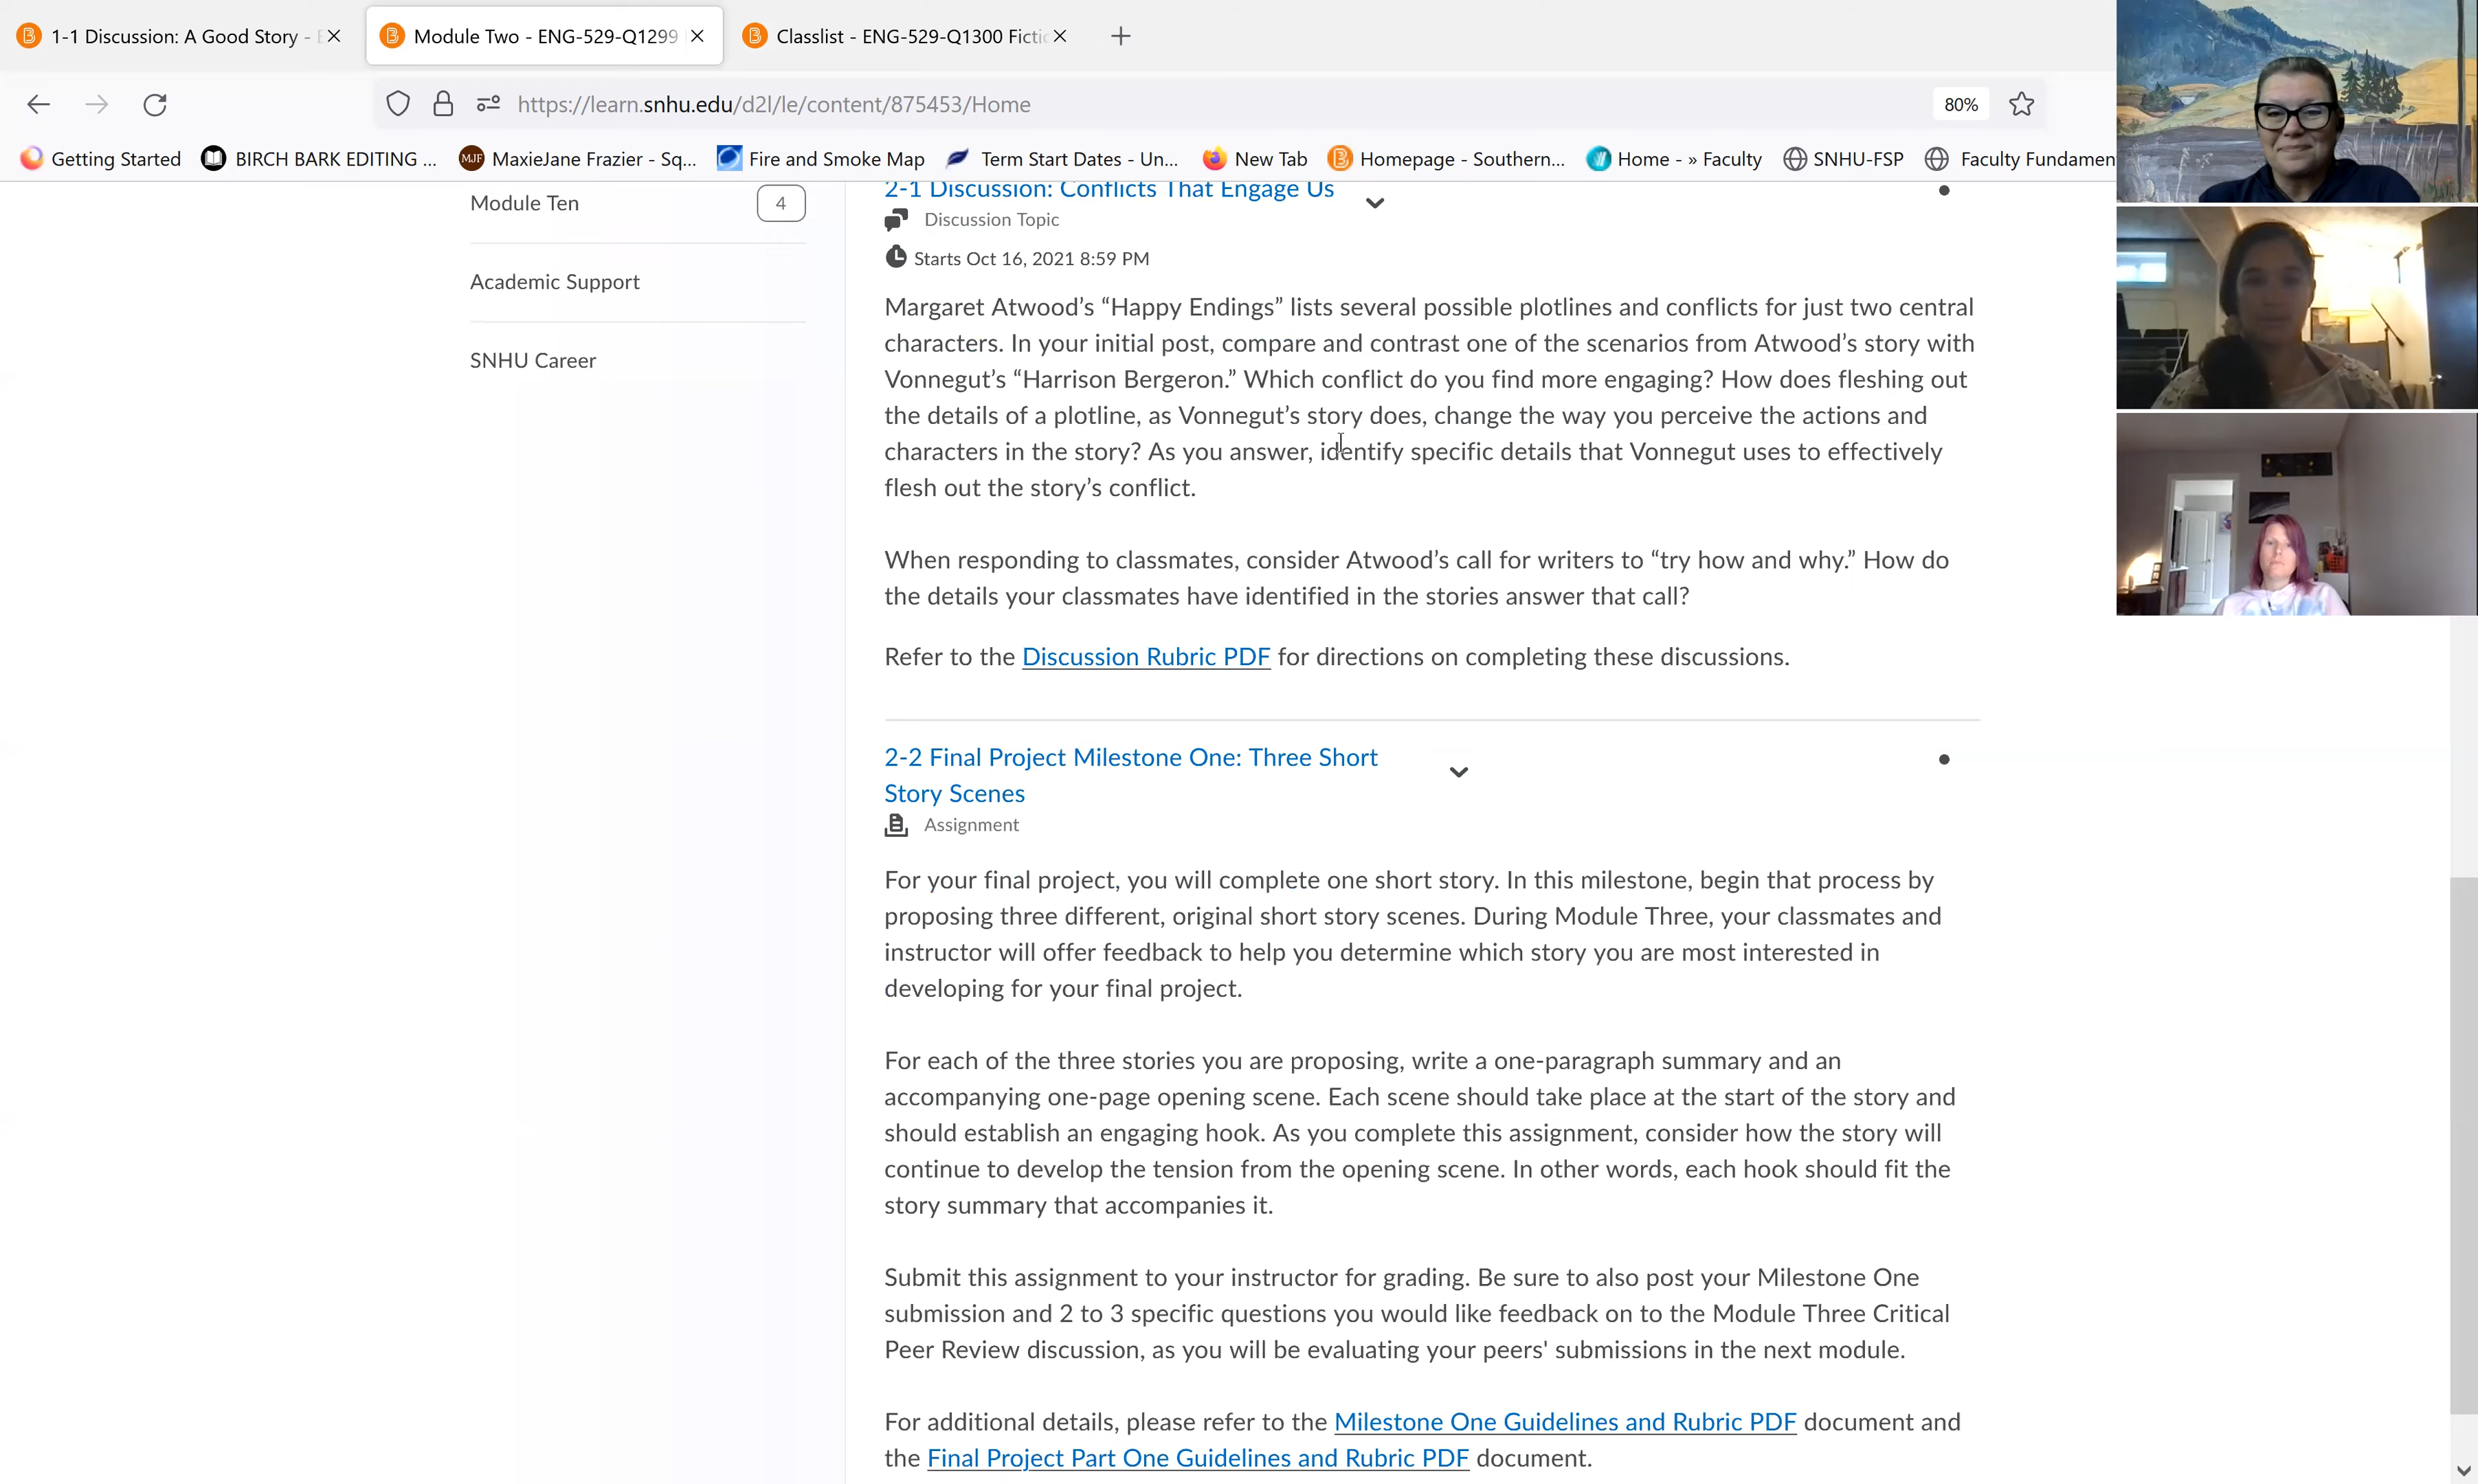 1-1 Discussion: A Good Story -
Module Two - ENG-529-Q1299
Classlist - ENG-529-Q1300 Fictic
https://learn.snhu.edu/d2l/le/content/875453/Home
80%
Getting Started
BIRCH BARK EDITING ...
MJF
MaxieJane Frazier - Sq...
Fire and Smoke Map
Term Start Dates - Un...
New Tab
Homepage - Southern...
Home - » Faculty
SNHU-FSP
Faculty Fundamen
Module Ten
4
Academic Support
SNHU Career
2-1 Discussion: Conflicts That Engage Us
Discussion Topic
Starts Oct 16, 2021 8:59 PM
Margaret Atwood’s “Happy Endings” lists several possible plotlines and conflicts for just two central
characters. In your initial post, compare and contrast one of the scenarios from Atwood’s story with
Vonnegut’s “Harrison Bergeron.” Which conflict do you find more engaging? How does fleshing out
the details of a plotline, as Vonnegut’s story does, change the way you perceive the actions and
characters in the story? As you answer, identify specific details that Vonnegut uses to effectively
flesh out the story’s conflict.
When responding to classmates, consider Atwood’s call for writers to “try how and why.” How do
the details your classmates have identified in the stories answer that call?
Refer to the Discussion Rubric PDF for directions on completing these discussions.
2-2 Final Project Milestone One: Three Short
Story Scenes
Assignment
For your final project, you will complete one short story. In this milestone, begin that process by
proposing three different, original short story scenes. During Module Three, your classmates and
instructor will offer feedback to help you determine which story you are most interested in
developing for your final project.
For each of the three stories you are proposing, write a one-paragraph summary and an
accompanying one-page opening scene. Each scene should take place at the start of the story and
should establish an engaging hook. As you complete this assignment, consider how the story will
continue to develop the tension from the opening scene. In other words, each hook should fit the
story summary that accompanies it.
Submit this assignment to your instructor for grading. Be sure to also post your Milestone One
submission and 2 to 3 specific questions you would like feedback on to the Module Three Critical
Peer Review discussion, as you will be evaluating your peers' submissions in the next module.
For additional details, please refer to the Milestone One Guidelines and Rubric PDF document and
the Final Project Part One Guidelines and Rubric PDF document.